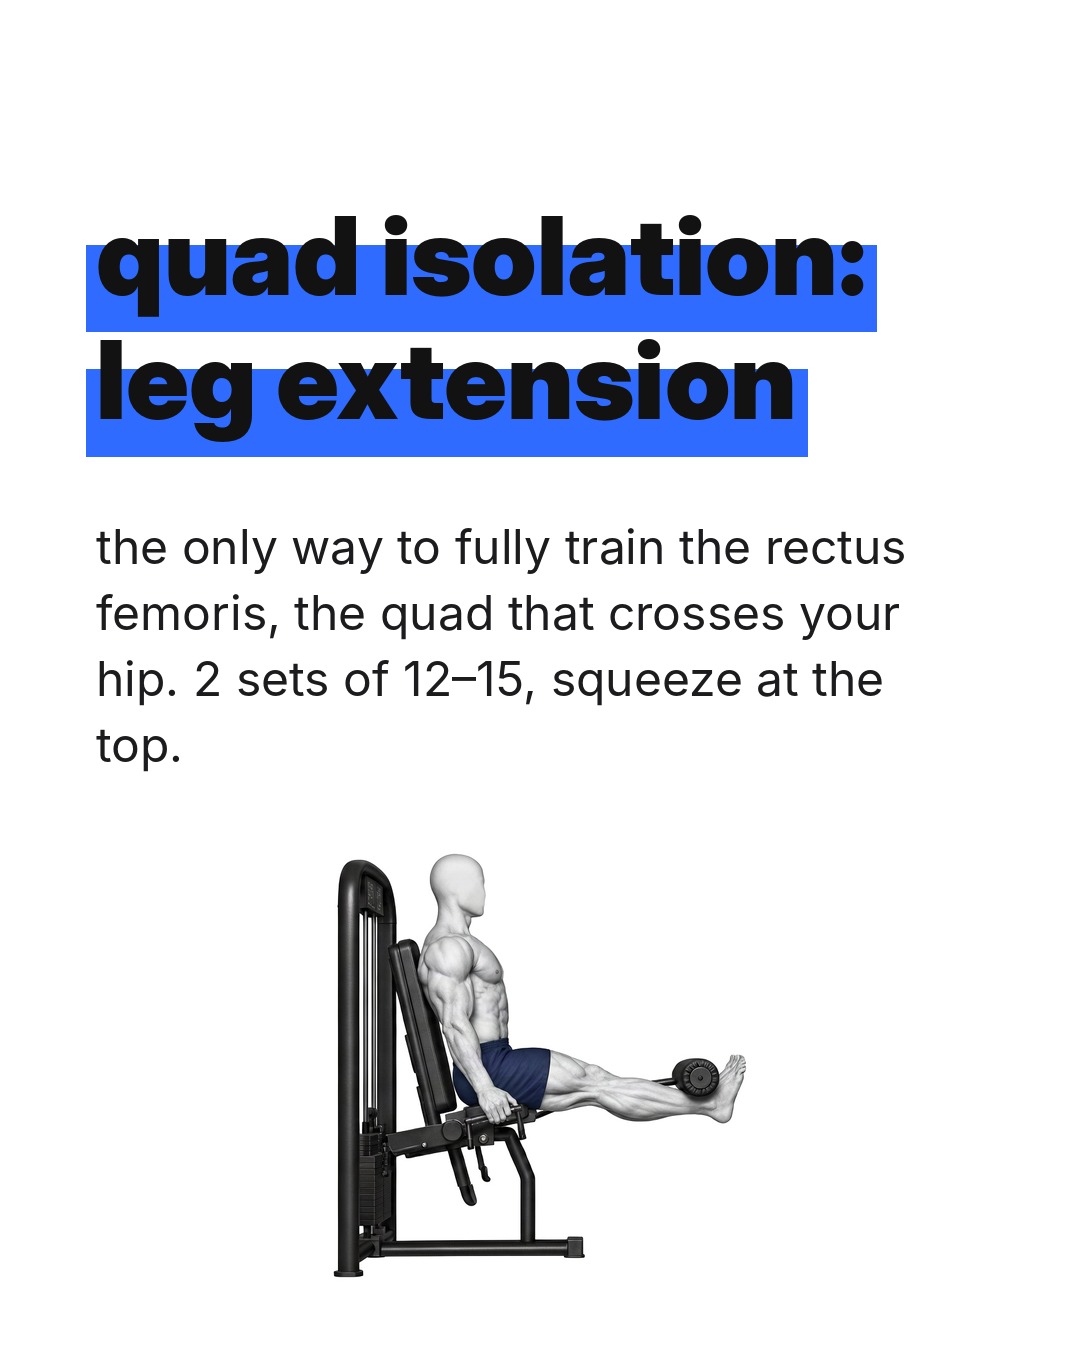 quad isolation:
leg extension
the only way to fully train the rectus
femoris, the quad that crosses your
hip. 2 sets of 12–15, squeeze at the
top.